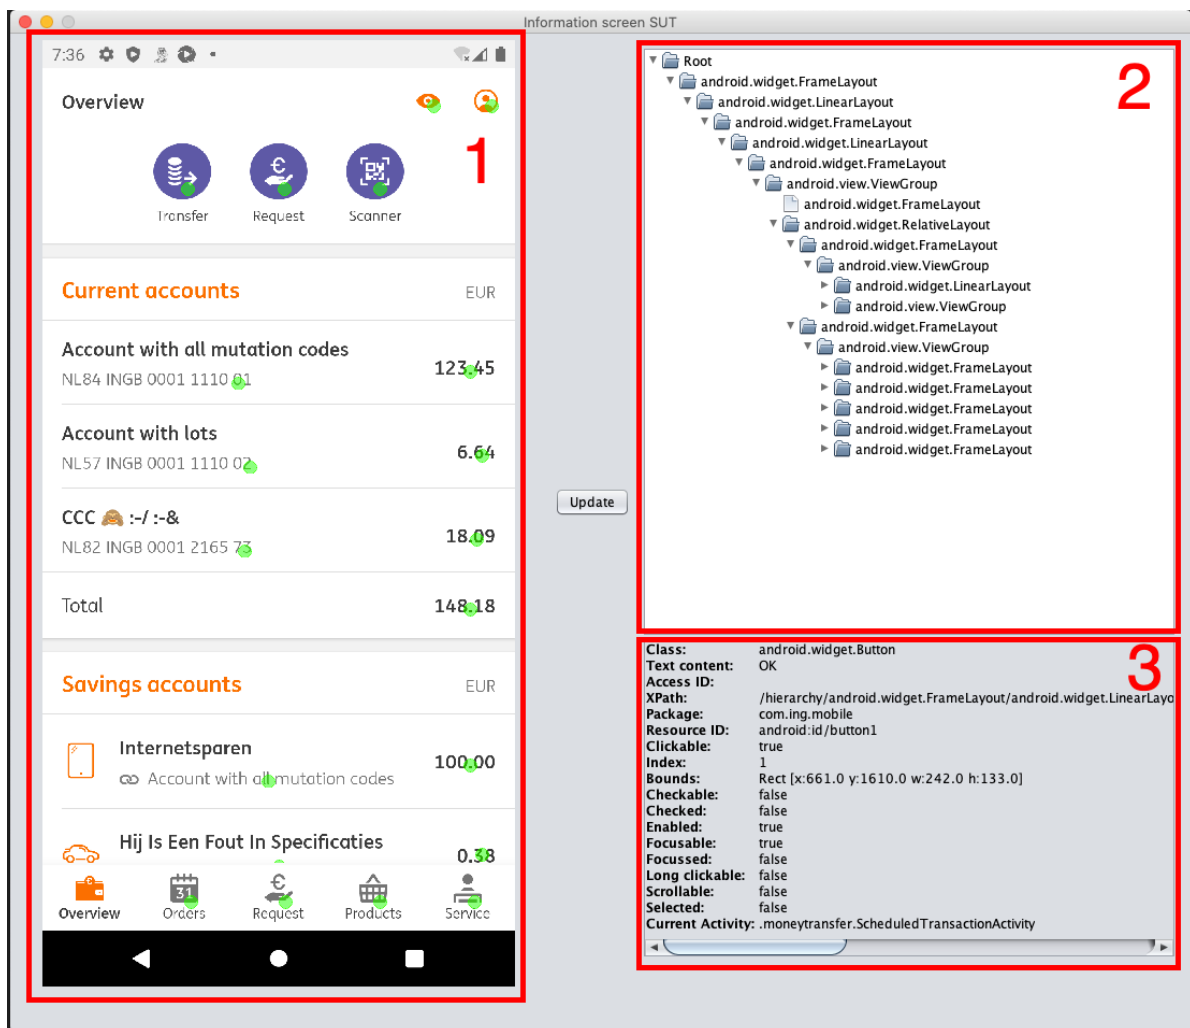 Information screen SUT
7:36
Overview
1
Transfer Request Scanner
Current accounts EUR
Account with all mutation codes
NL84 INGB 0001 1110 01
123.45
Account with lots
NL57 INGB 0001 1110 02
6.64
CCC 🙈 :-/ :-&
NL82 INGB 0001 2165 73
18.09
Total 148.18
Savings accounts EUR
Internetsparen
Account with all mutation codes
100.00
Hij Is Een Fout In Specificaties
0.38
31
Overview Orders Request Products Service
Update
2
Root
android.widget.FrameLayout
android.widget.LinearLayout
android.widget.FrameLayout
android.widget.LinearLayout
android.widget.FrameLayout
android.view.ViewGroup
android.widget.FrameLayout
android.widget.RelativeLayout
android.widget.FrameLayout
android.view.ViewGroup
android.widget.LinearLayout
android.view.ViewGroup
android.widget.FrameLayout
android.view.ViewGroup
android.widget.FrameLayout
android.widget.FrameLayout
android.widget.FrameLayout
android.widget.FrameLayout
android.widget.FrameLayout
3
Class: android.widget.Button
Text content: OK
Access ID:
XPath: /hierarchy/android.widget.FrameLayout/android.widget.LinearLayo
Package: com.ing.mobile
Resource ID: android:id/button1
Clickable: true
Index: 1
Bounds: Rect [x:661.0 y:1610.0 w:242.0 h:133.0]
Checkable: false
Checked: false
Enabled: true
Focusable: true
Focussed: false
Long clickable: false
Scrollable: false
Selected: false
Current Activity: .moneytransfer.ScheduledTransactionActivity